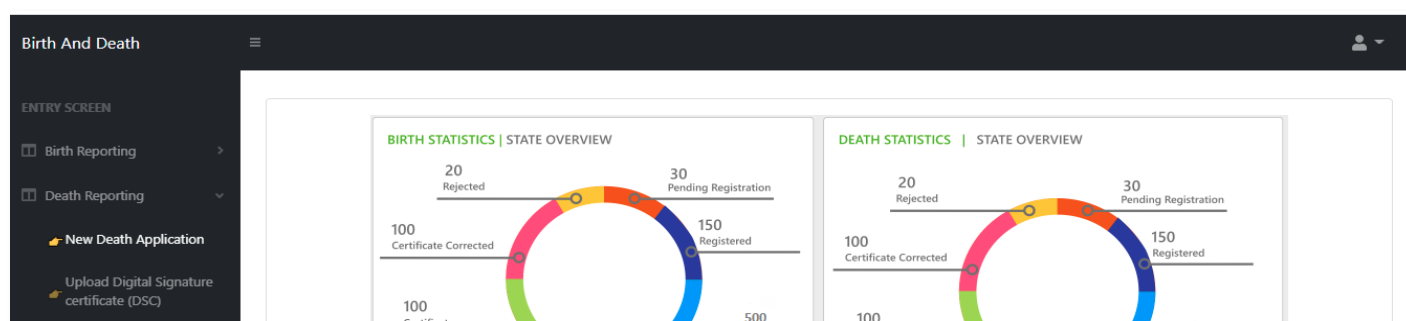 Birth And Death
ENTRY SCREEN
Birth Reporting
Death Reporting
New Death Application
Upload Digital Signature
certificate (DSC)
BIRTH STATISTICS | STATE OVERVIEW
20
Rejected
30
Pending Registration
100
Certificate Corrected
150
Registered
100
500
DEATH STATISTICS | STATE OVERVIEW
20
Rejected
30
Pending Registration
100
Certificate Corrected
150
Registered
100